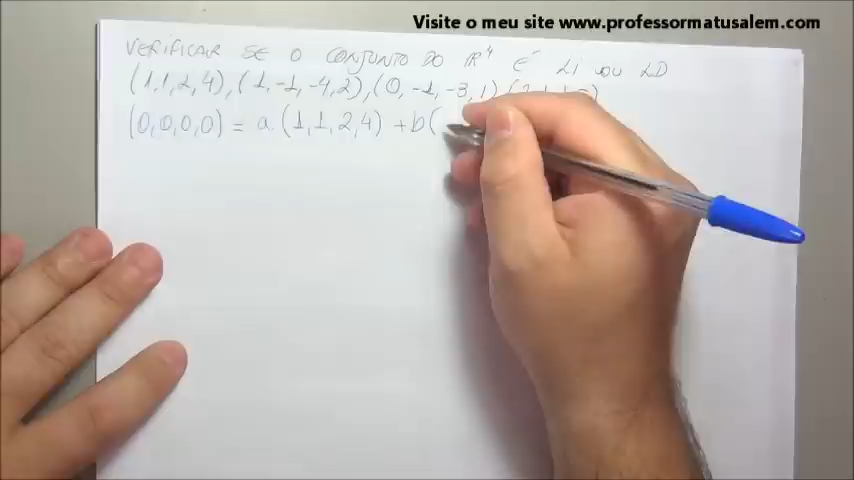 Visite o meu site www.professormatusalem.com
VERIFICAR SE O CONJUNTO DO IR⁴ É LI OU LD
(1,1,2,4), (1,-1,-4,2), (0,-1,-3,1)
(0,0,0,0) = a.(1,1,2,4) + b(